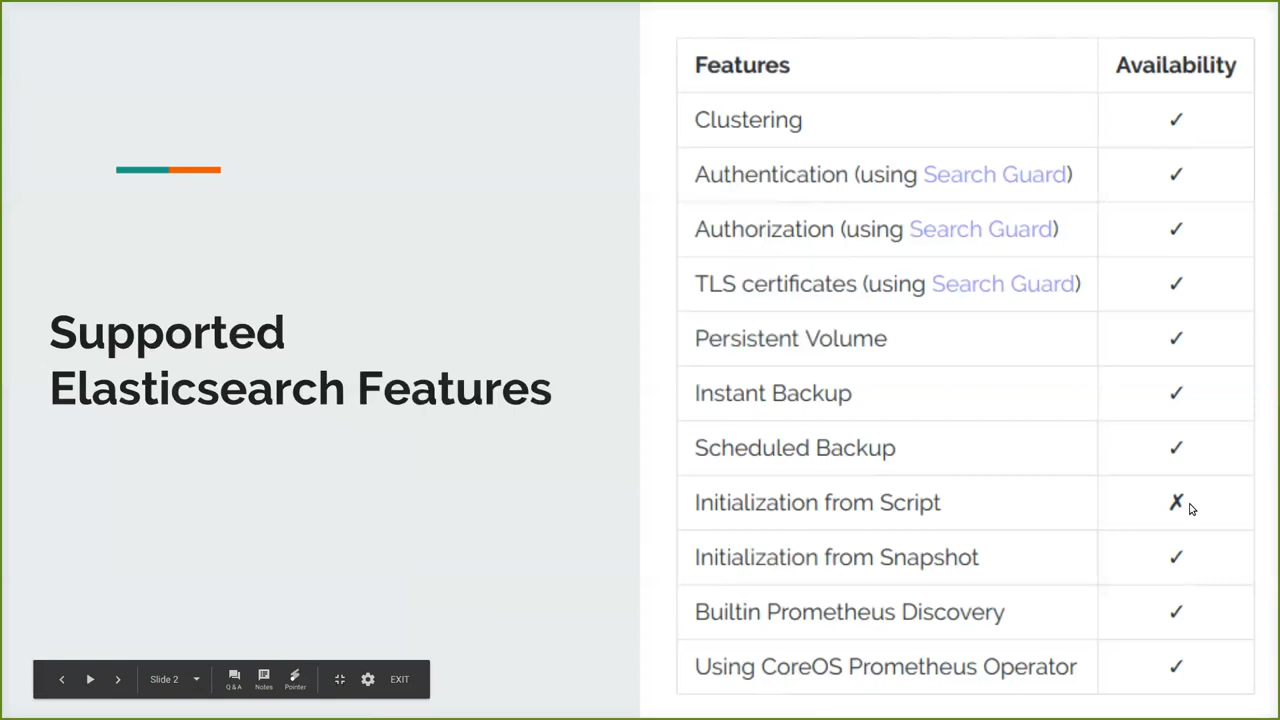 Supported
Elasticsearch Features
Features Availability
Clustering ✓
Authentication (using Search Guard) ✓
Authorization (using Search Guard) ✓
TLS certificates (using Search Guard) ✓
Persistent Volume ✓
Instant Backup ✓
Scheduled Backup ✓
Initialization from Script ✗
Initialization from Snapshot ✓
Builtin Prometheus Discovery ✓
Using CoreOS Prometheus Operator ✓
Slide 2 Q&A Notes Pointer EXIT